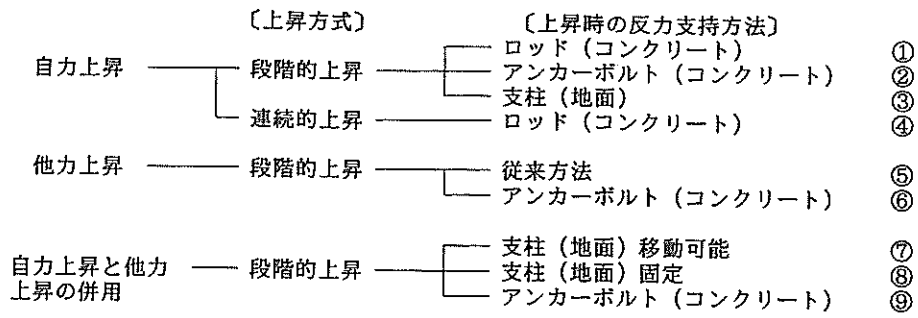 〔上昇方式〕 〔上昇時の反力支持方法〕
ロッド（コンクリート） ①
自力上昇 段階的上昇 アンカーボルト（コンクリート） ②
支柱（地面） ③
連続的上昇 ロッド（コンクリート） ④
他力上昇 段階的上昇 従来方法 ⑤
アンカーボルト（コンクリート） ⑥
支柱（地面）移動可能 ⑦
自力上昇と他力 段階的上昇 支柱（地面）固定 ⑧
上昇の併用 アンカーボルト（コンクリート） ⑨